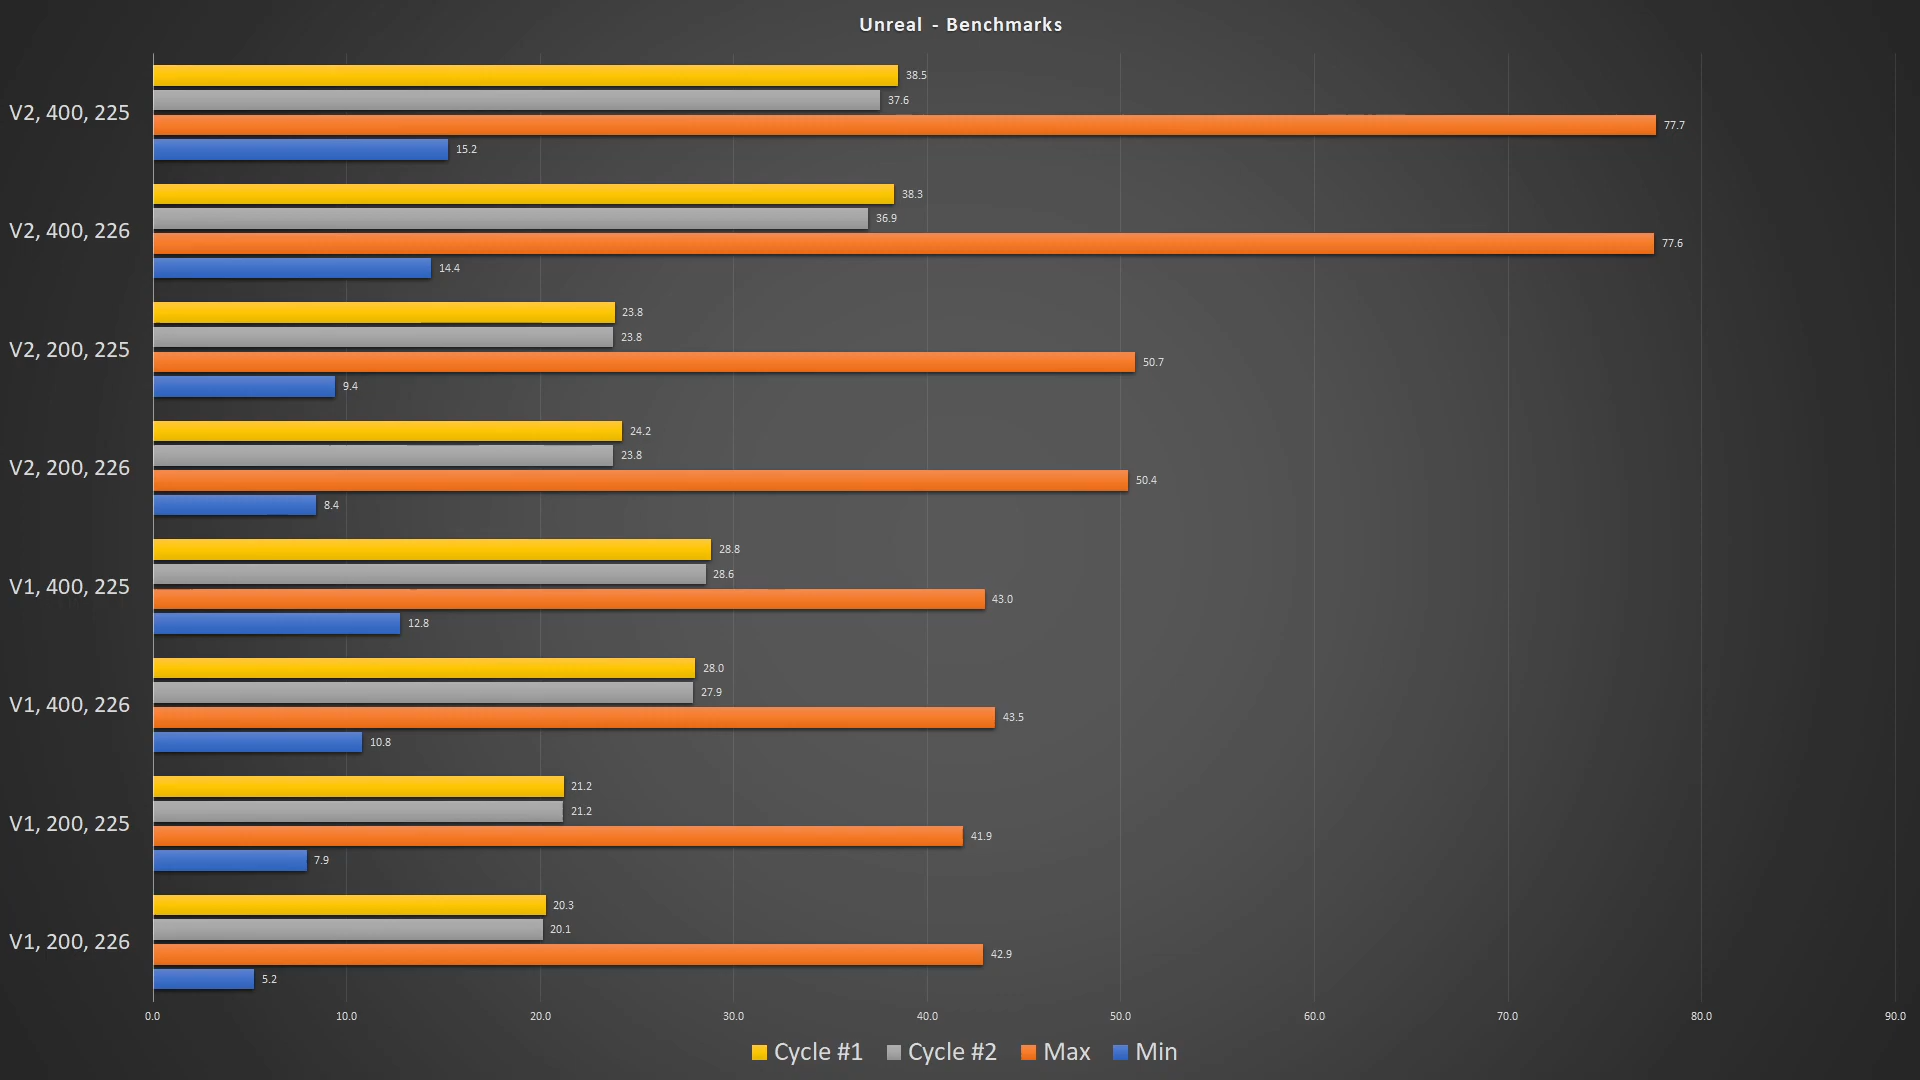 Unreal - Benchmarks
V2, 400, 225
38.5
37.6
77.7
15.2
V2, 400, 226
38.3
36.9
77.6
14.4
V2, 200, 225
23.8
23.8
50.7
9.4
V2, 200, 226
24.2
23.8
50.4
8.4
V1, 400, 225
28.8
28.6
43.0
12.8
V1, 400, 226
28.0
27.9
43.5
10.8
V1, 200, 225
21.2
21.2
41.9
7.9
V1, 200, 226
20.3
20.1
42.9
5.2
0.0 10.0 20.0 30.0 40.0 50.0 60.0 70.0 80.0 90.0
Cycle #1 Cycle #2 Max Min